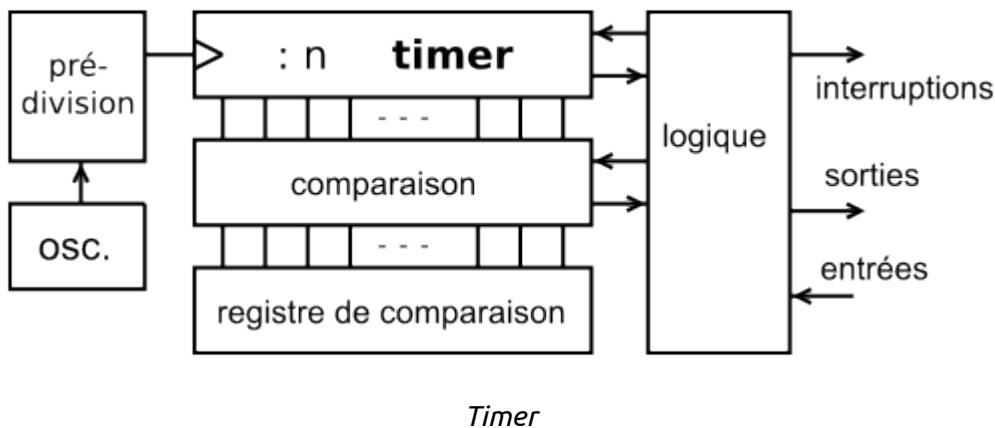 pré-
division
: n timer
- - -
logique
interruptions
comparaison
sorties
osc.
- - -
entrées
registre de comparaison
Timer